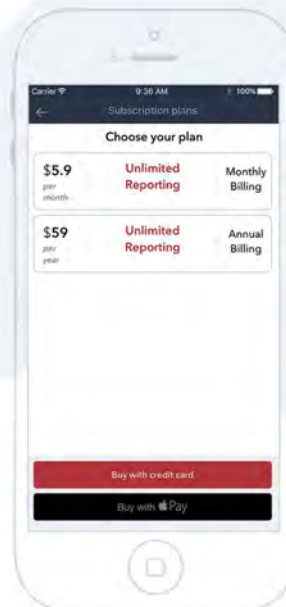 Carrier 9:36 AM 100%
Subscription plans
Choose your plan
$5.9 Unlimited Monthly
per Reporting Billing
month
$59 Unlimited Annual
per Reporting Billing
year
Buy with credit card
Buy with Pay